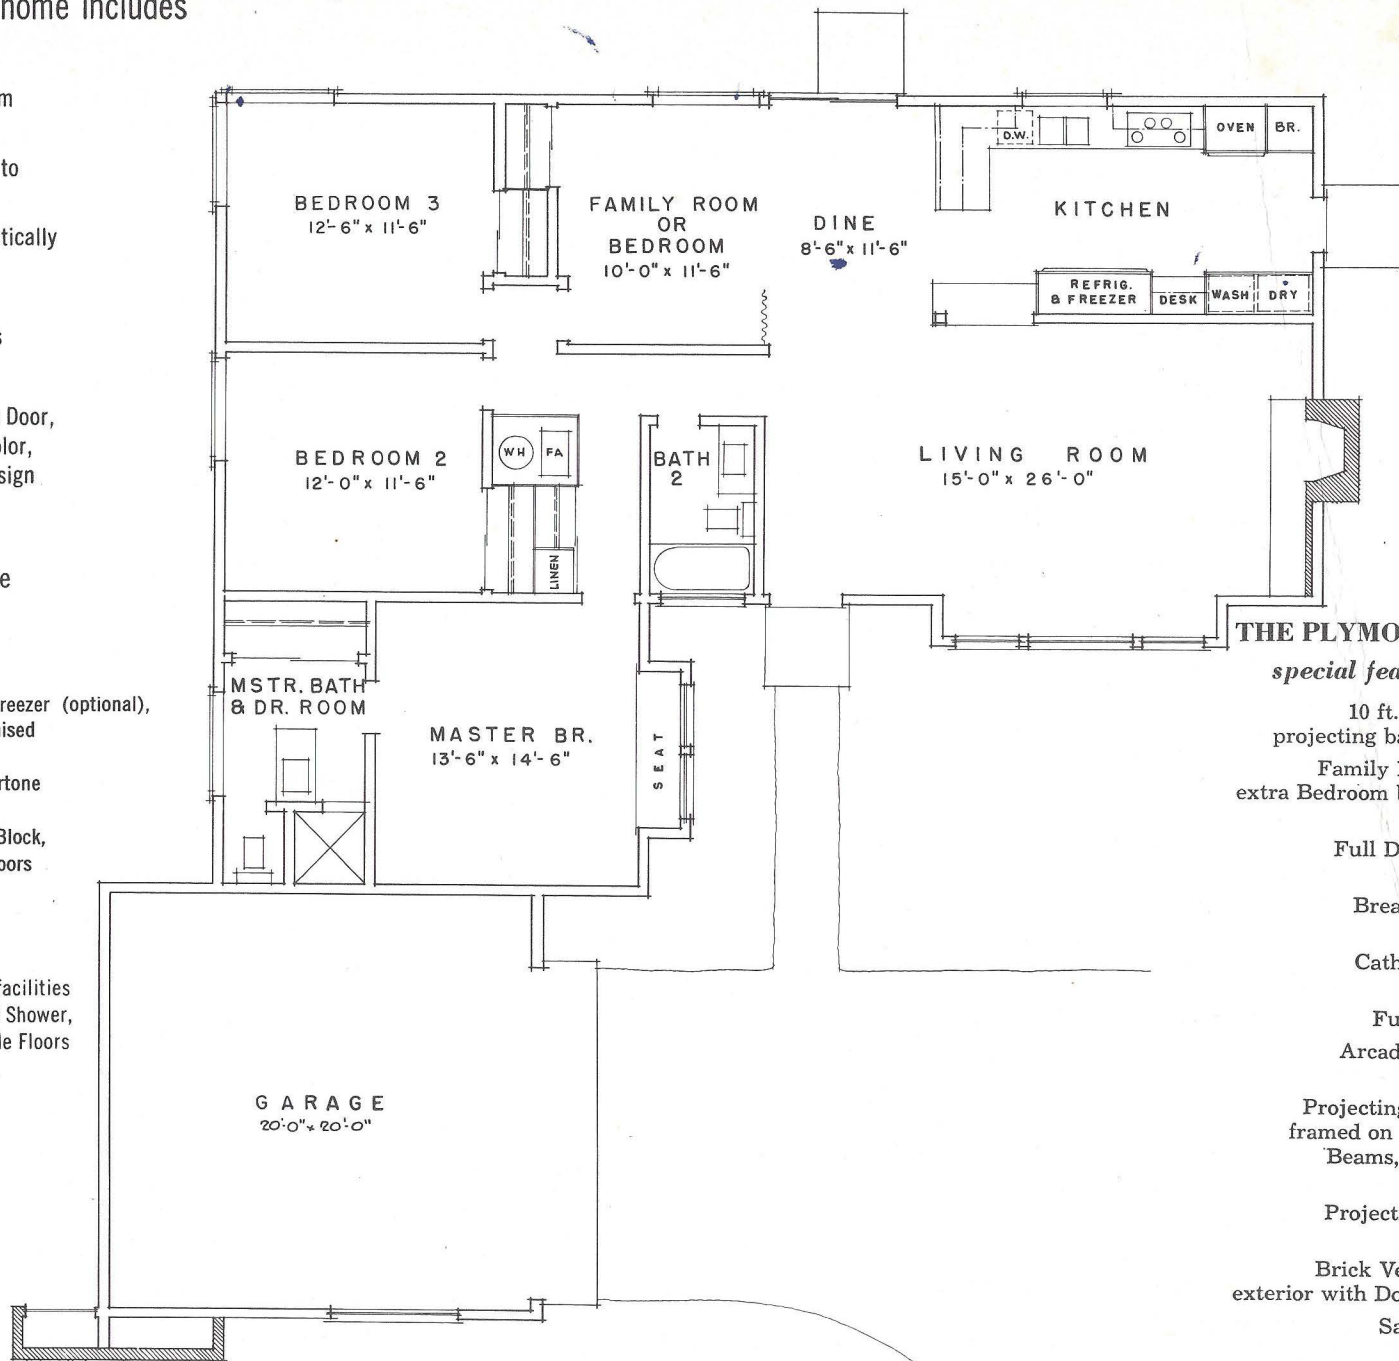 home includes
m
to
tically
s
Door,
olor,
sign
e
reezer (optional),
ised
rtone
Block,
oors
facilities
Shower,
le Floors
BEDROOM 3
12'-6" x 11'-6"
FAMILY ROOM
OR
BEDROOM
10'-0" x 11'-6"
DINE
8'-6" x 11'-6"
D.W.
OVEN
BR.
KITCHEN
REFRIG.
& FREEZER
DESK
WASH
DRY
BEDROOM 2
12'-0" x 11'-6"
WH
FA
LINEN
BATH
2
LIVING ROOM
15'-0" x 26'-0"
MSTR. BATH
& DR. ROOM
MASTER BR.
13'-6" x 14'-6"
SEAT
GARAGE
20'-0" x 20'-0"
THE PLYMO
special fea
10 ft.
projecting ba
Family
extra Bedroom
Full D
Brea
Cath
Fu
Arcad
Projecting
framed on
Beams,
Project
Brick Ve
exterior with Do
Sa